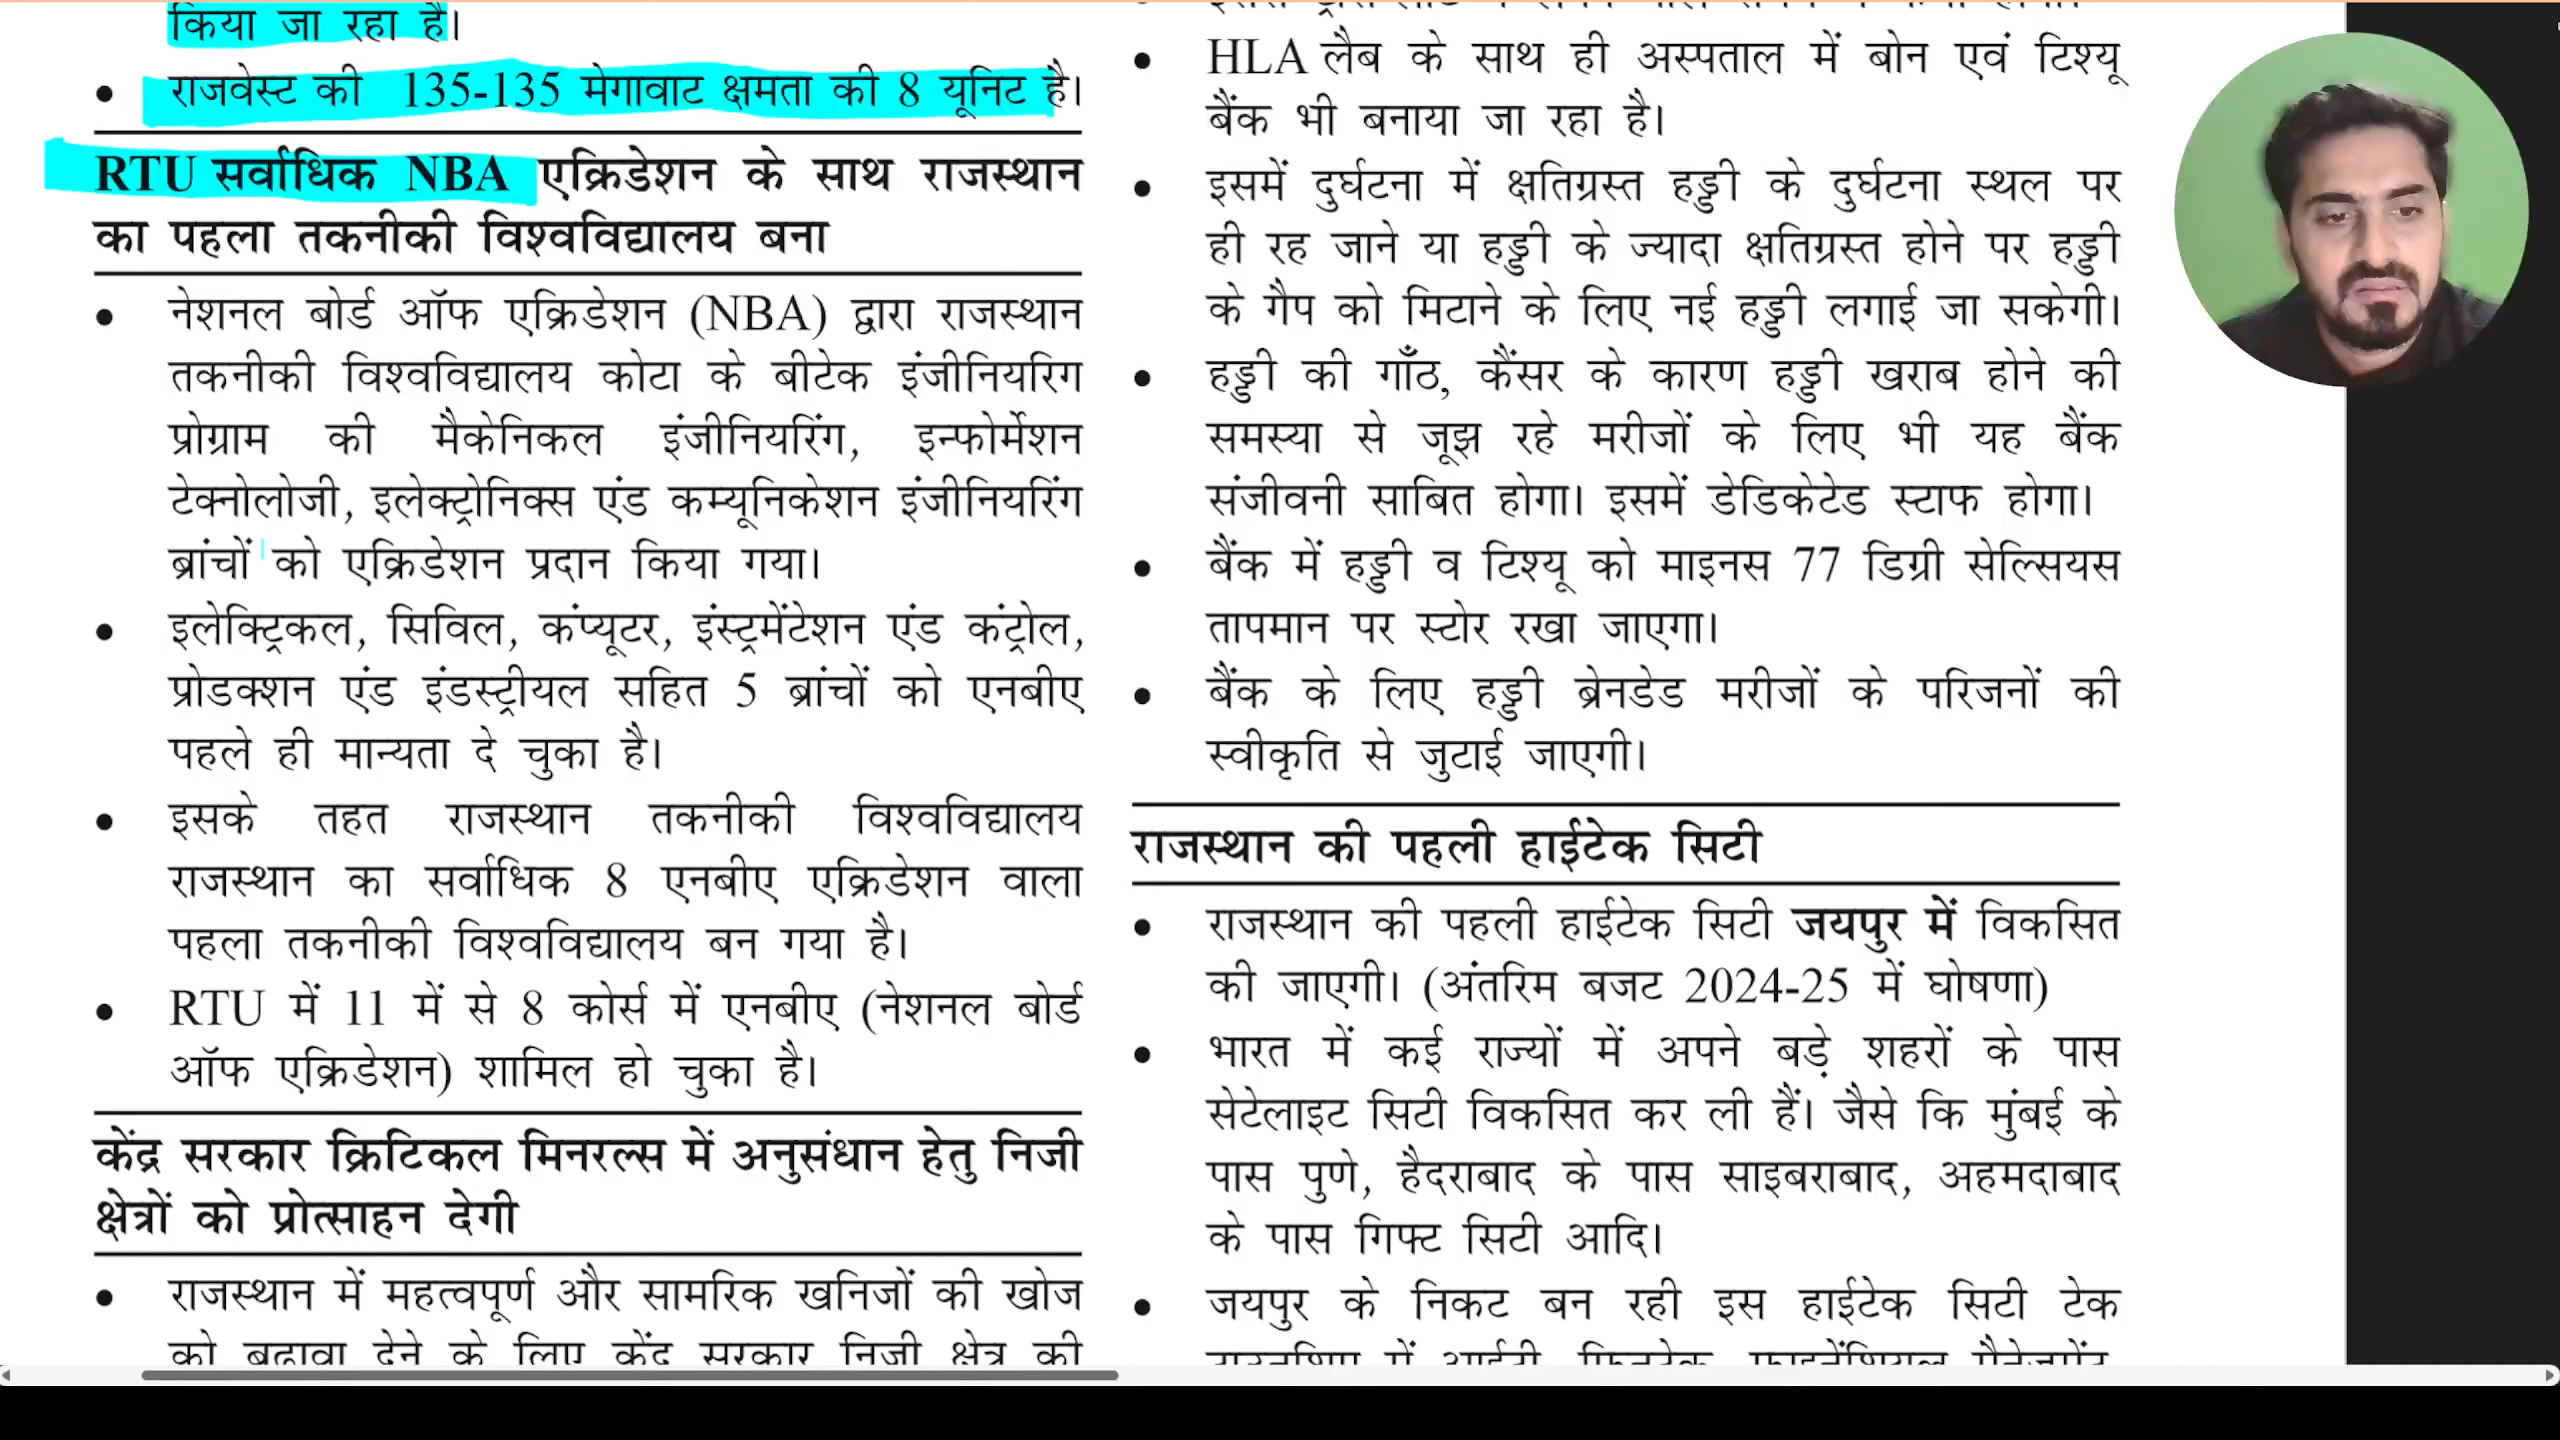 किया जा रहा है।
राजवेस्ट की 135-135 मेगावाट क्षमता की 8 यूनिट है।
RTU सर्वाधिक NBA एक्रिडेशन के साथ राजस्थान
का पहला तकनीकी विश्वविद्यालय बना
नेशनल बोर्ड ऑफ एक्रिडेशन (NBA) द्वारा राजस्थान
तकनीकी विश्वविद्यालय कोटा के बीटेक इंजीनियरिग
प्रोग्राम की मैकेनिकल इंजीनियरिंग, इन्फोर्मेशन
टेक्नोलोजी, इलेक्ट्रोनिक्स एंड कम्यूनिकेशन इंजीनियरिंग
ब्रांचों को एक्रिडेशन प्रदान किया गया।
इलेक्ट्रिकल, सिविल, कंप्यूटर, इंस्ट्रमेंटेशन एंड कंट्रोल,
प्रोडक्शन एंड इंडस्ट्रीयल सहित 5 ब्रांचों को एनबीए
पहले ही मान्यता दे चुका है।
इसके तहत राजस्थान तकनीकी विश्वविद्यालय
राजस्थान का सर्वाधिक 8 एनबीए एक्रिडेशन वाला
पहला तकनीकी विश्वविद्यालय बन गया है।
RTU में 11 में से 8 कोर्स में एनबीए (नेशनल बोर्ड
ऑफ एक्रिडेशन) शामिल हो चुका है।
केंद्र सरकार क्रिटिकल मिनरल्स में अनुसंधान हेतु निजी
क्षेत्रों को प्रोत्साहन देगी
राजस्थान में महत्वपूर्ण और सामरिक खनिजों की खोज
को बढ़ावा देने के लिए केंद्र सरकार निजी क्षेत्र की
HLA लैब के साथ ही अस्पताल में बोन एवं टिश्यू
बैंक भी बनाया जा रहा है।
इसमें दुर्घटना में क्षतिग्रस्त हड्डी के दुर्घटना स्थल पर
ही रह जाने या हड्डी के ज्यादा क्षतिग्रस्त होने पर हड्डी
के गैप को मिटाने के लिए नई हड्डी लगाई जा सकेगी।
हड्डी की गाँठ, कैंसर के कारण हड्डी खराब होने की
समस्या से जूझ रहे मरीजों के लिए भी यह बैंक
संजीवनी साबित होगा। इसमें डेडिकेटेड स्टाफ होगा।
बैंक में हड्डी व टिश्यू को माइनस 77 डिग्री सेल्सियस
तापमान पर स्टोर रखा जाएगा।
बैंक के लिए हड्डी ब्रेनडेड मरीजों के परिजनों की
स्वीकृति से जुटाई जाएगी।
राजस्थान की पहली हाईटेक सिटी
राजस्थान की पहली हाईटेक सिटी जयपुर में विकसित
की जाएगी। (अंतरिम बजट 2024-25 में घोषणा)
भारत में कई राज्यों में अपने बड़े शहरों के पास
सेटेलाइट सिटी विकसित कर ली हैं। जैसे कि मुंबई के
पास पुणे, हैदराबाद के पास साइबराबाद, अहमदाबाद
के पास गिफ्ट सिटी आदि।
जयपुर के निकट बन रही इस हाईटेक सिटी टेक